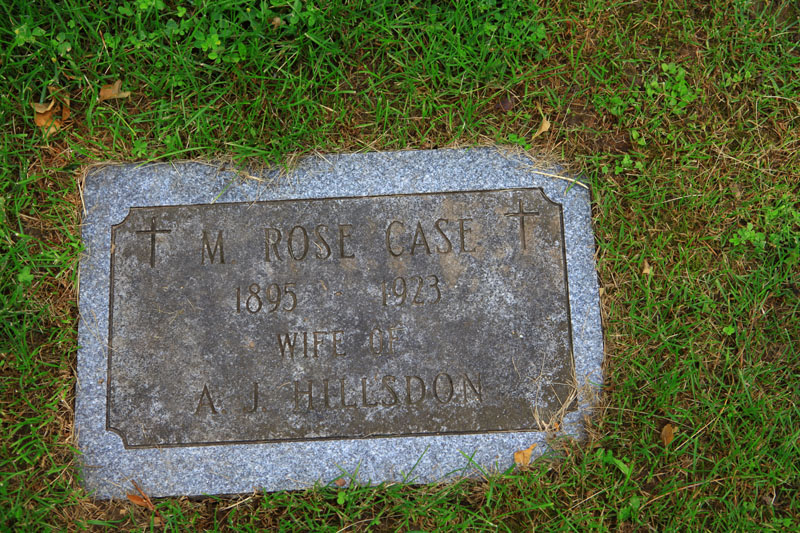 M ROSE CASE
1895 - 1923
WIFE OF
A J HILLSDON